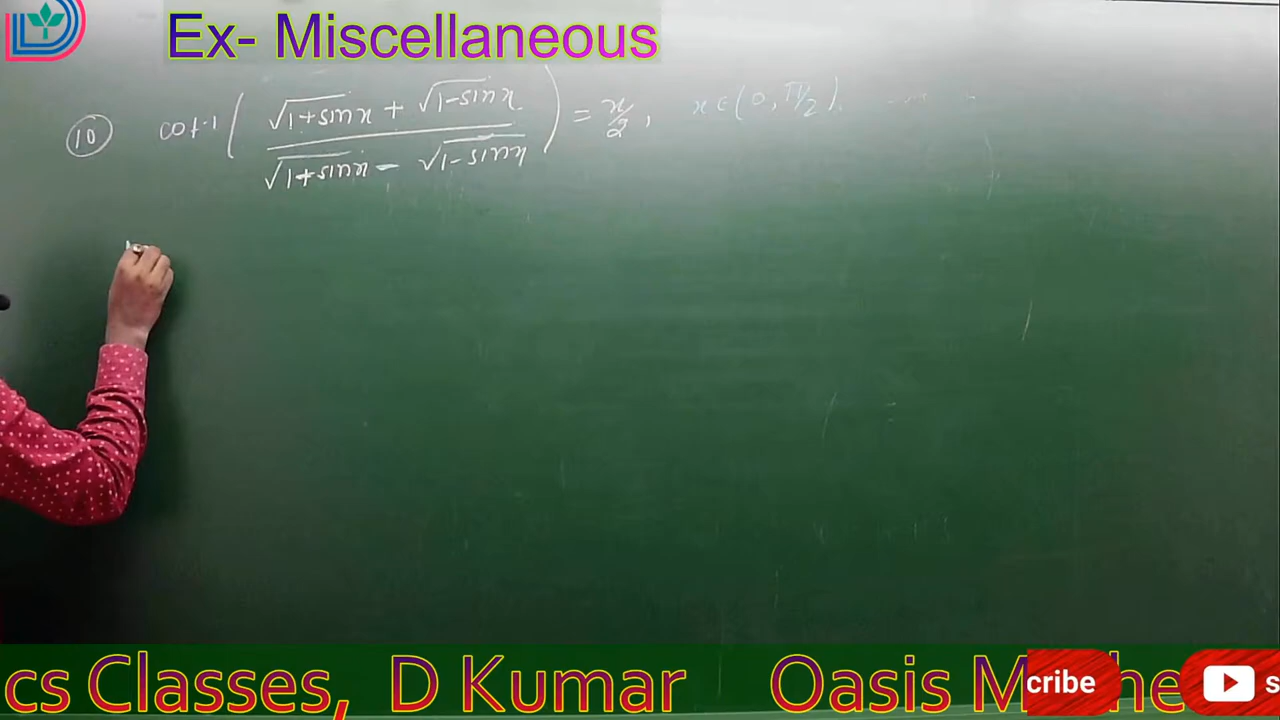 Ex- Miscellaneous
10 cot-1 ( √1+sinx + √1-sinx / √1+sinx - √1-sinx ) = x/2, x ∈ (0, π/2).
cs Classes, D Kumar Oasis M he
cribe s